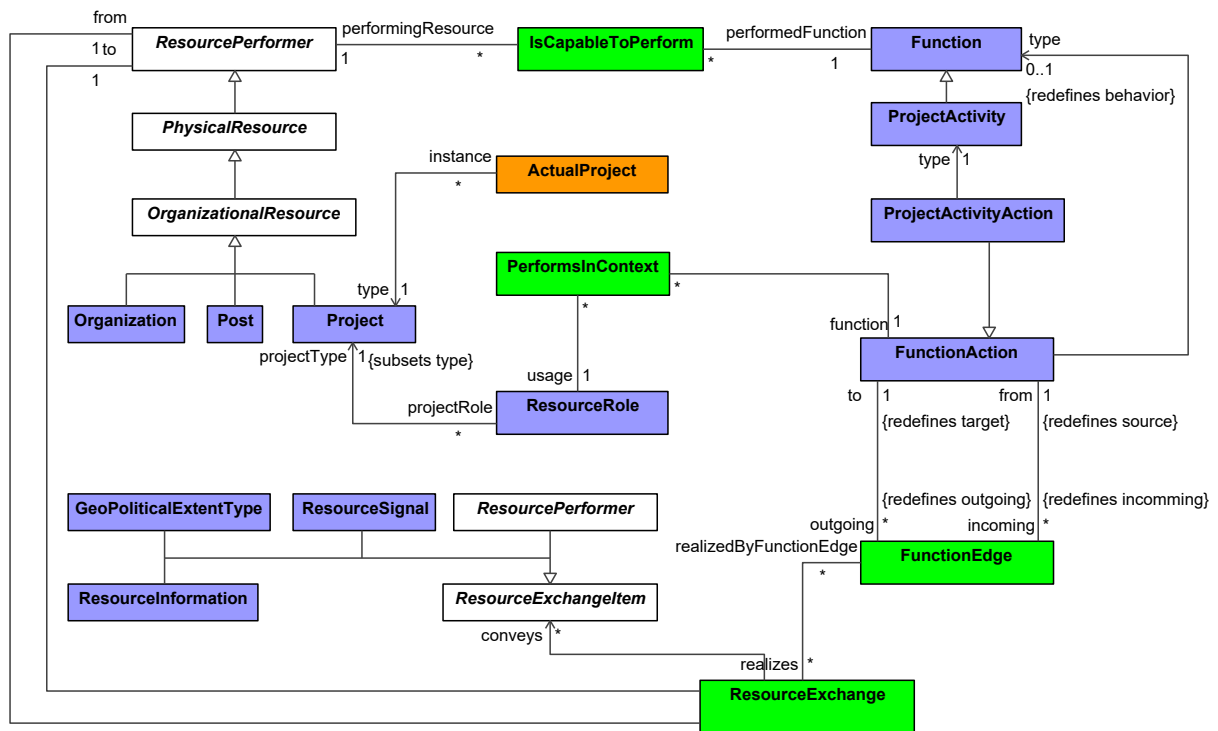 from
1
to
1
ResourcePerformer
performingResource
1
*
IsCapableToPerform
performedFunction
*
1
Function
type
0..1
{redefines behavior}
PhysicalResource
ProjectActivity
instance
*
ActualProject
type
1
OrganizationalResource
ProjectActivityAction
PerformsInContext
*
*
type
1
Organization
Post
Project
function
1
FunctionAction
projectType
1
{subsets type}
usage
1
projectRole
*
ResourceRole
to
1
from
1
{redefines target}
{redefines source}
GeoPoliticalExtentType
ResourceSignal
ResourcePerformer
{redefines outgoing}
{redefines incomming}
outgoing
*
incoming
*
realizedByFunctionEdge
*
FunctionEdge
ResourceInformation
ResourceExchangeItem
conveys
*
realizes
*
ResourceExchange